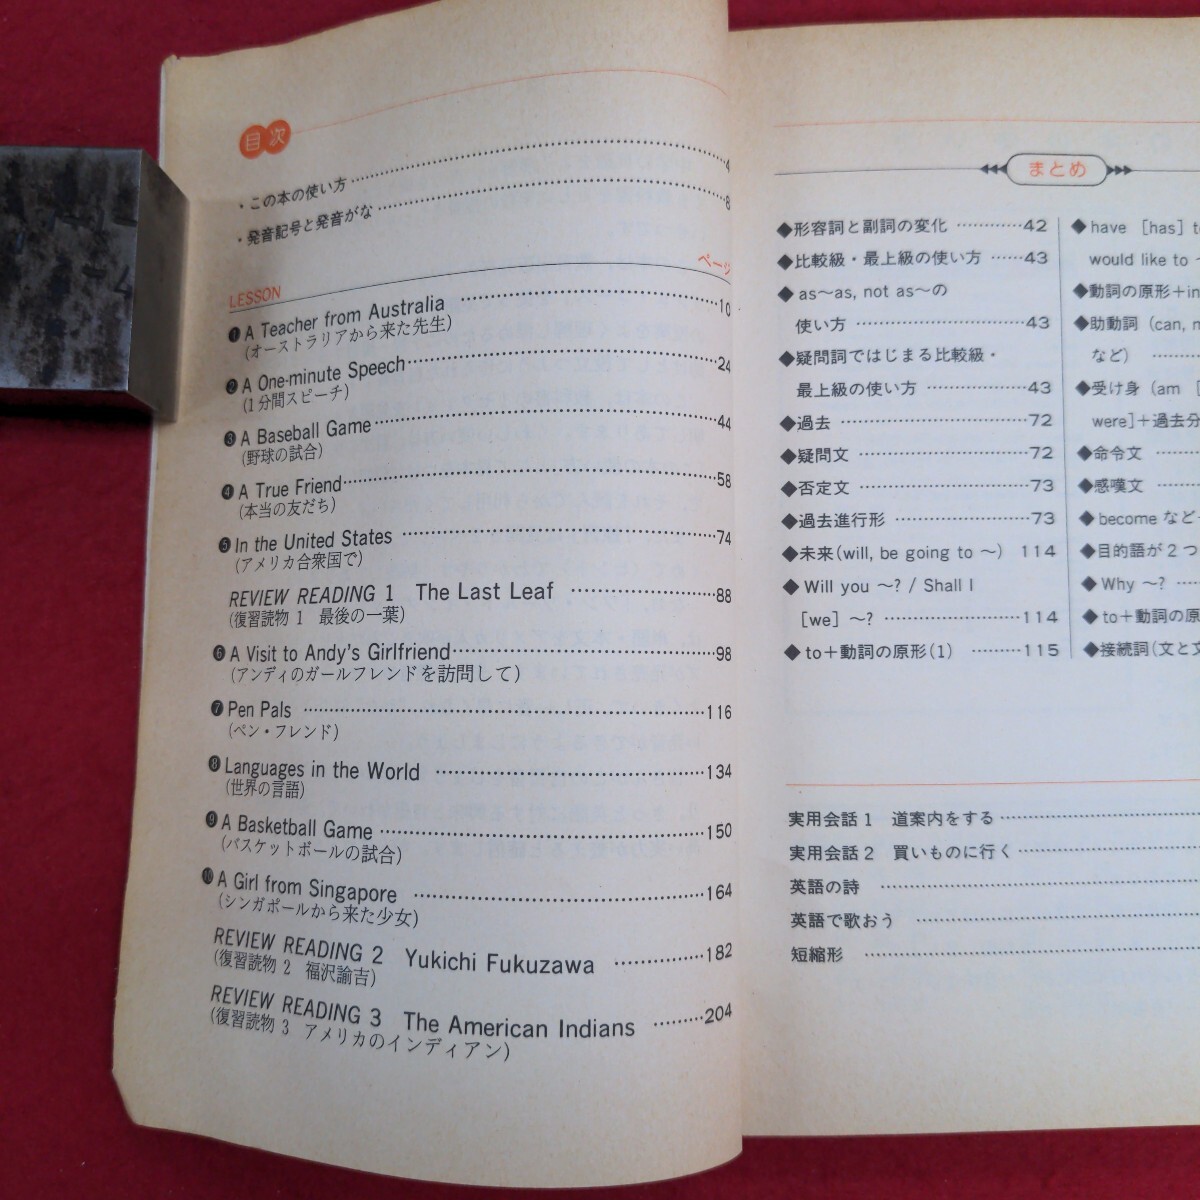 目次
・この本の使い方 4
・発音記号と発音がな 8
ページ
LESSON
❶ A Teacher from Australia 10
(オーストラリアから来た先生)
❷ A One-minute Speech 24
(1分間スピーチ)
❸ A Baseball Game 44
(野球の試合)
❹ A True Friend 58
(本当の友だち)
❺ In the United States 74
(アメリカ合衆国で)
REVIEW READING 1 The Last Leaf 88
(復習読物 1 最後の一葉)
❻ A Visit to Andy's Girlfriend 98
(アンディのガールフレンドを訪問して)
❼ Pen Pals 116
(ペン・フレンド)
❽ Languages in the World 134
(世界の言語)
❾ A Basketball Game 150
(バスケットボールの試合)
❿ A Girl from Singapore 164
(シンガポールから来た少女)
REVIEW READING 2 Yukichi Fukuzawa 182
(復習読物 2 福沢諭吉)
REVIEW READING 3 The American Indians 204
(復習読物 3 アメリカのインディアン)
まとめ
◆形容詞と副詞の変化 42
◆比較級・最上級の使い方 43
◆as〜as, not as〜の
使い方 43
◆疑問詞ではじまる比較級・
最上級の使い方 43
◆過去 72
◆疑問文 72
◆否定文 73
◆過去進行形 73
◆未来(will, be going to 〜) 114
◆Will you 〜? / Shall I
[we] 〜? 114
◆to+動詞の原形(1) 115
◆have [has] t
would like to 〜
◆動詞の原形+in
◆助動詞 (can, m
など)
◆受け身 (am [
were]+過去分
◆命令文
◆感嘆文
◆become など
◆目的語が2つ
◆Why 〜?
◆to+動詞の原
◆接続詞(文と文
実用会話1 道案内をする
実用会話2 買いものに行く
英語の詩
英語で歌おう
短縮形